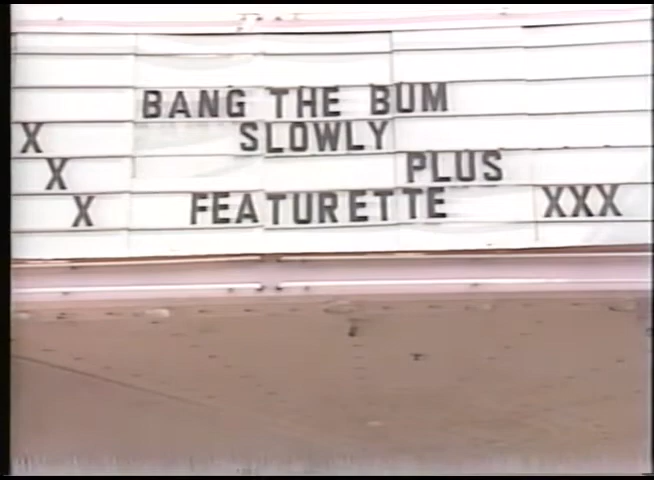 BANG THE BUM
X SLOWLY
X PLUS
X FEATURETTE XXX